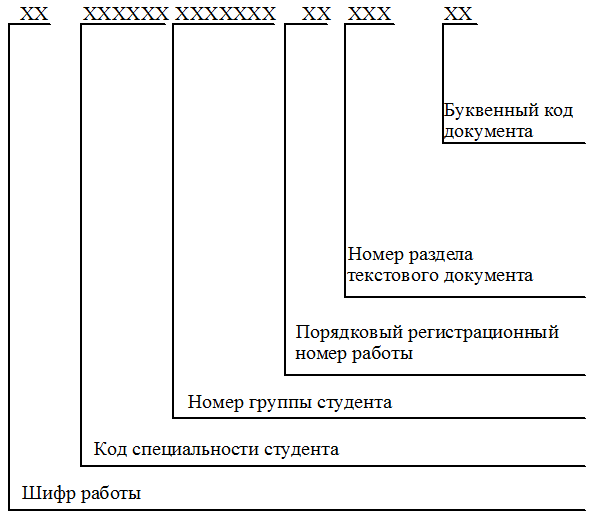 XX XXXXXX XXXXXXX XX XXX XX
Буквенный код
документа
Номер раздела
текстового документа
Порядковый регистрационный
номер работы
Номер группы студента
Код специальности студента
Шифр работы